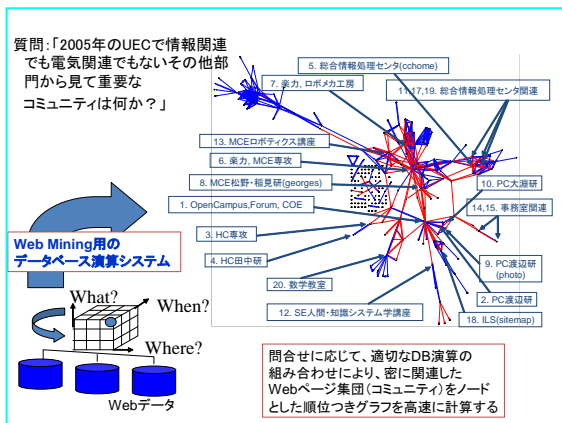 質問:「2005年のUECで情報関連
でも電気関連でもないその他部
門から見て重要な
コミュニティは何か?」
5. 総合情報処理センタ(cchome)
7. 楽力, ロボメカ工房
11,17,19. 総合情報処理センタ関連
13. MCEロボティクス講座
6. 楽力, MCE専攻
8. MCE松野・稲見研(georges)
1. OpenCampus,Forum, COE
10. PC大淵研
14,15. 事務室関連
3. HC専攻
4. HC田中研
9. PC渡辺研
(photo)
20. 数学教室
2. PC渡辺研
12. SE人間・知識システム学講座
18. ILS(sitemap)
Web Mining用の
データベース演算システム
What?
When?
Where?
Webデータ
問合せに応じて、適切なDB演算の
組み合わせにより、密に関連した
Webページ集団(コミュニティ)をノード
とした順位つきグラフを高速に計算する